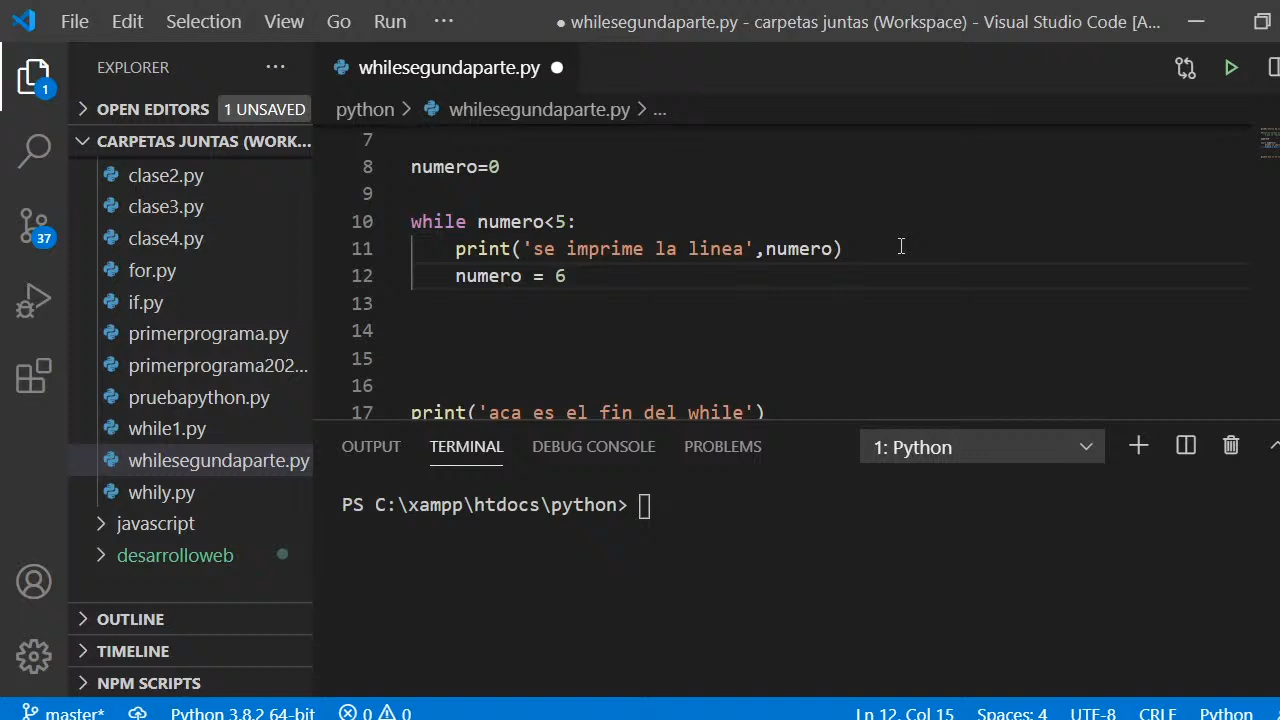 File Edit Selection View Go Run ··· ● whilesegundaparte.py - carpetas juntas (Workspace) - Visual Studio Code [A...
EXPLORER ···
1
OPEN EDITORS 1 UNSAVED
CARPETAS JUNTAS (WORK...
clase2.py
clase3.py
37
clase4.py
for.py
if.py
primerprograma.py
primerprograma202...
pruebapython.py
while1.py
whilesegundaparte.py
whily.py
javascript
desarrolloweb
OUTLINE
TIMELINE
NPM SCRIPTS
whilesegundaparte.py ●
python > whilesegundaparte.py > ...
7
8 numero=0
9
10 while numero<5:
11 print('se imprime la linea',numero)
12 numero = 6
13
14
15
16
17 print('aca es el fin del while')
OUTPUT TERMINAL DEBUG CONSOLE PROBLEMS 1: Python
PS C:\xampp\htdocs\python>
master* Python 3.8.2 64-bit 0 0 Ln 12, Col 15 Spaces: 4 UTF-8 CRLF Python